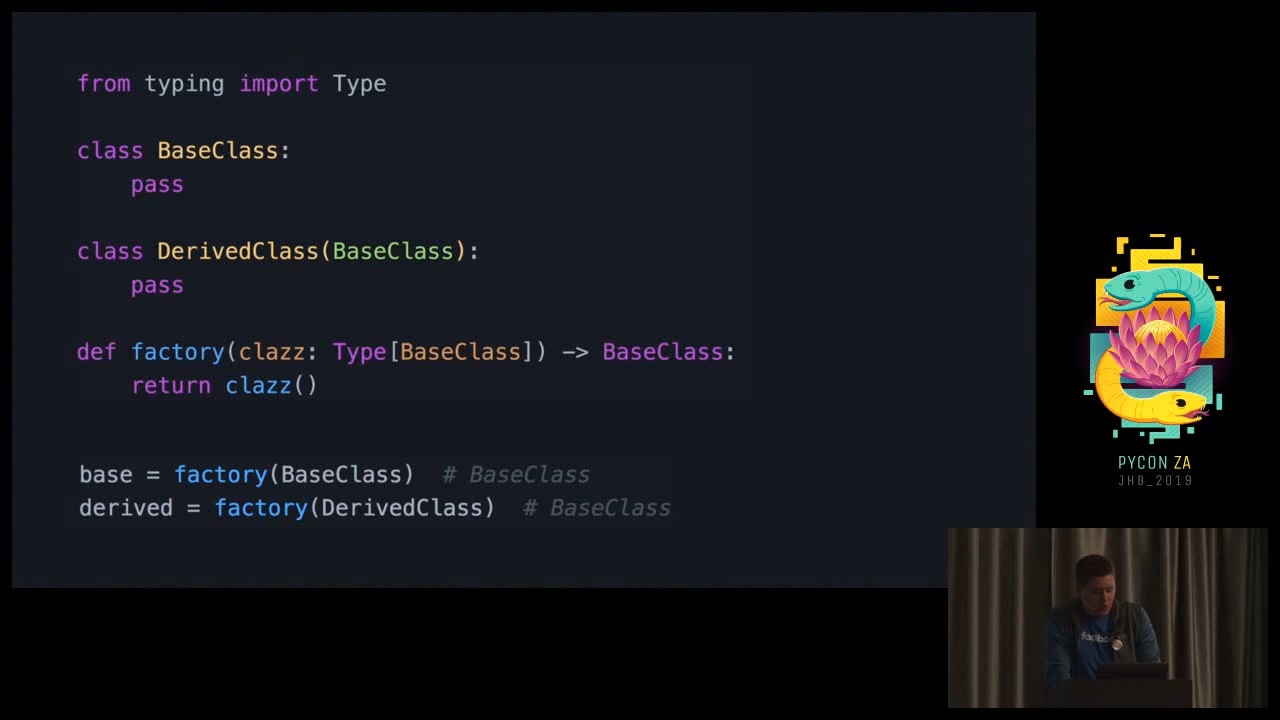 from typing import Type
class BaseClass:
    pass
class DerivedClass(BaseClass):
    pass
def factory(clazz: Type[BaseClass]) -> BaseClass:
    return clazz()
base = factory(BaseClass)  # BaseClass
derived = factory(DerivedClass)  # BaseClass
PYCON ZA
JHB_2019